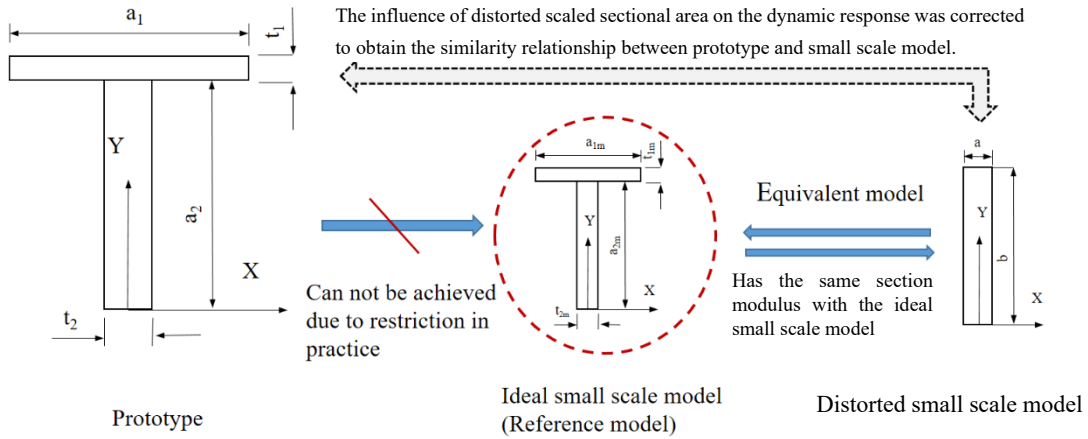 The influence of distorted scaled sectional area on the dynamic response was corrected
to obtain the similarity relationship between prototype and small scale model.
a1
t1
Y
a2
X
t2
Prototype
Can not be achieved
due to restriction in
practice
a1m
t1m
Y
a2m
X
t2m
Ideal small scale model
(Reference model)
Equivalent model
Has the same section
modulus with the ideal
small scale model
a
Y
b
X
Distorted small scale model